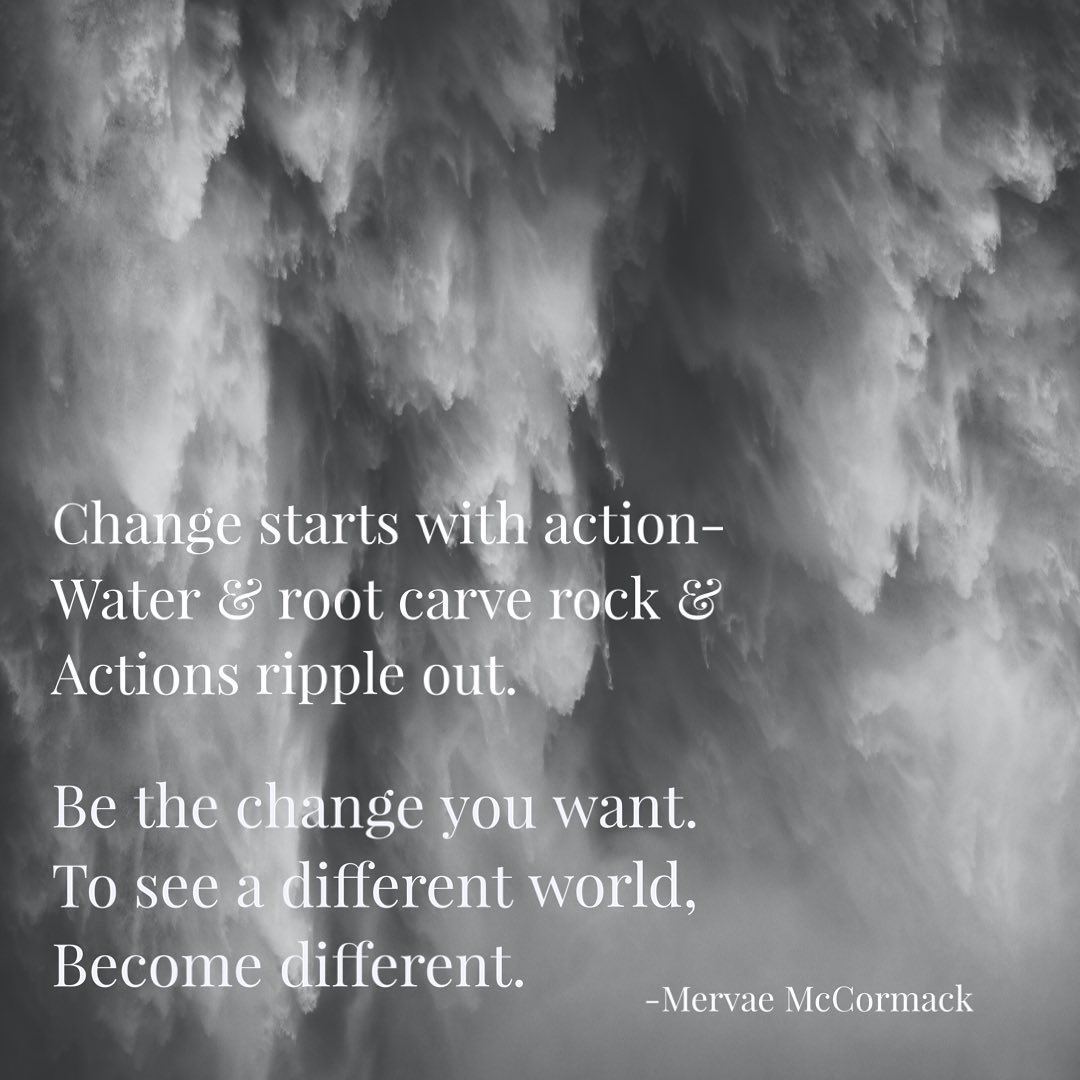 Change starts with action-
Water & root carve rock &
Actions ripple out.
Be the change you want.
To see a different world,
Become different.
-Mervae McCormack